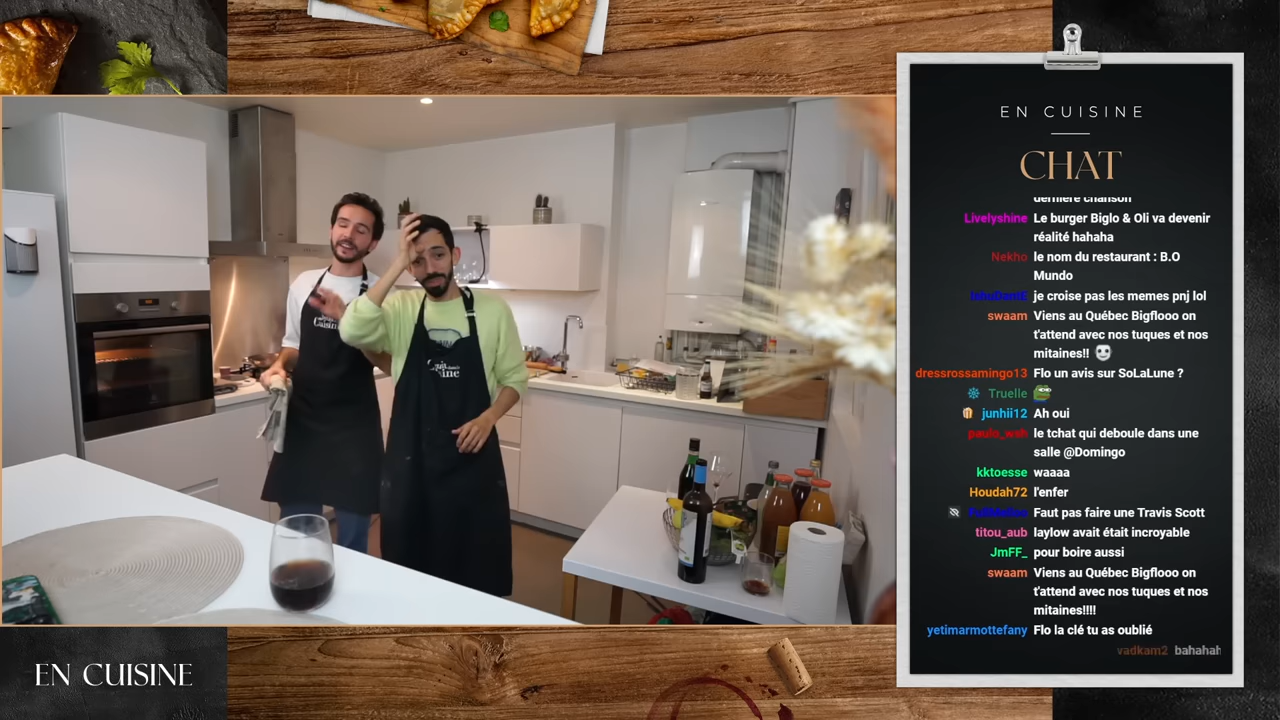 EN CUISINE
CHAT
dernière chanson
Livelyshine Le burger Biglo & Oli va devenir
réalité hahaha
Nekho le nom du restaurant : B.O
Mundo
je croise pas les memes pnj lol
swaam Viens au Québec Bigflooo on
t'attend avec nos tuques et nos
mitaines!!
dressrossamingo13 Flo un avis sur SoLaLune ?
Truelle
junhii12 Ah oui
paulo_wsh le tchat qui deboule dans une
salle @Domingo
kktoesse waaaa
Houdah72 l'enfer
Faut pas faire une Travis Scott
titou_aub laylow avait était incroyable
JmFF_ pour boire aussi
swaam Viens au Québec Bigflooo on
t'attend avec nos tuques et nos
mitaines!!!!
yetimarmottefany Flo la clé tu as oublié
vadkam2 bahahah
EN CUISINE